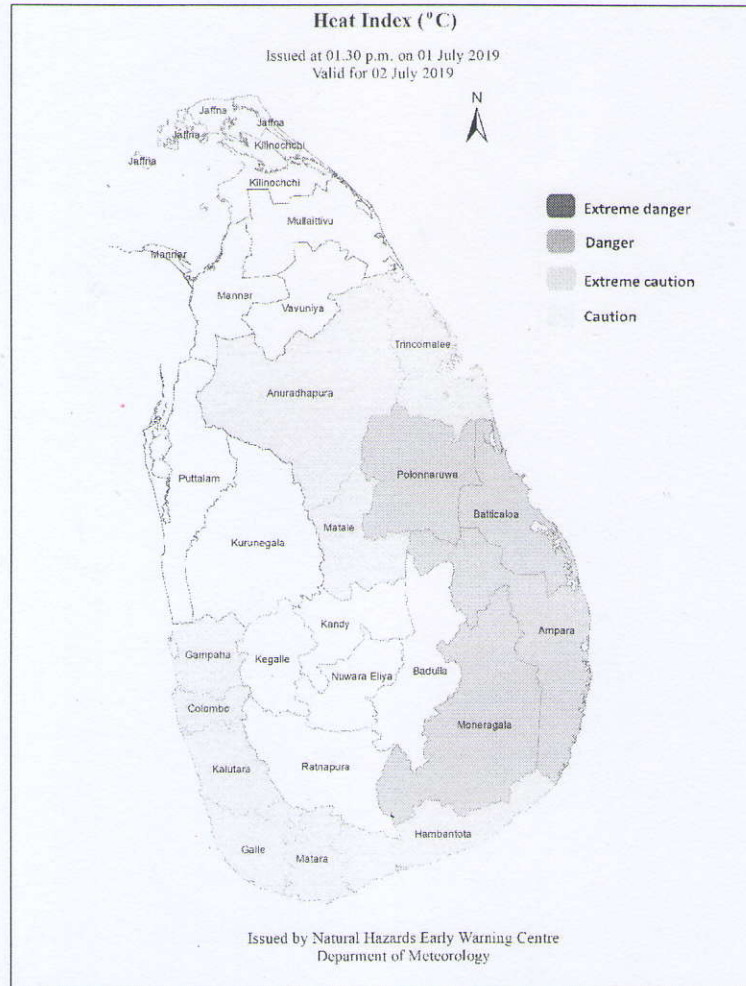 Heat Index (°C)
Issued at 01.30 p.m. on 01 July 2019
Valid for 02 July 2019
N
Jaffna
Jaffna
Jaffna
Kilinochchi
Jaffna
Kilinochchi
Mullaittivu
Mannar
Mannar
Vavuniya
Extreme danger
Danger
Extreme caution
Caution
Trincomalee
Anuradhapura
Puttalam
Polonnaruwa
Batticaloa
Matale
Kurunegala
Kandy
Ampara
Gampaha
Kegalle
Nuwara Eliya
Badulla
Colombo
Moneragala
Kalutara
Ratnapura
Hambantota
Galle
Matara
Issued by Natural Hazards Early Warning Centre
Deparment of Meteorology